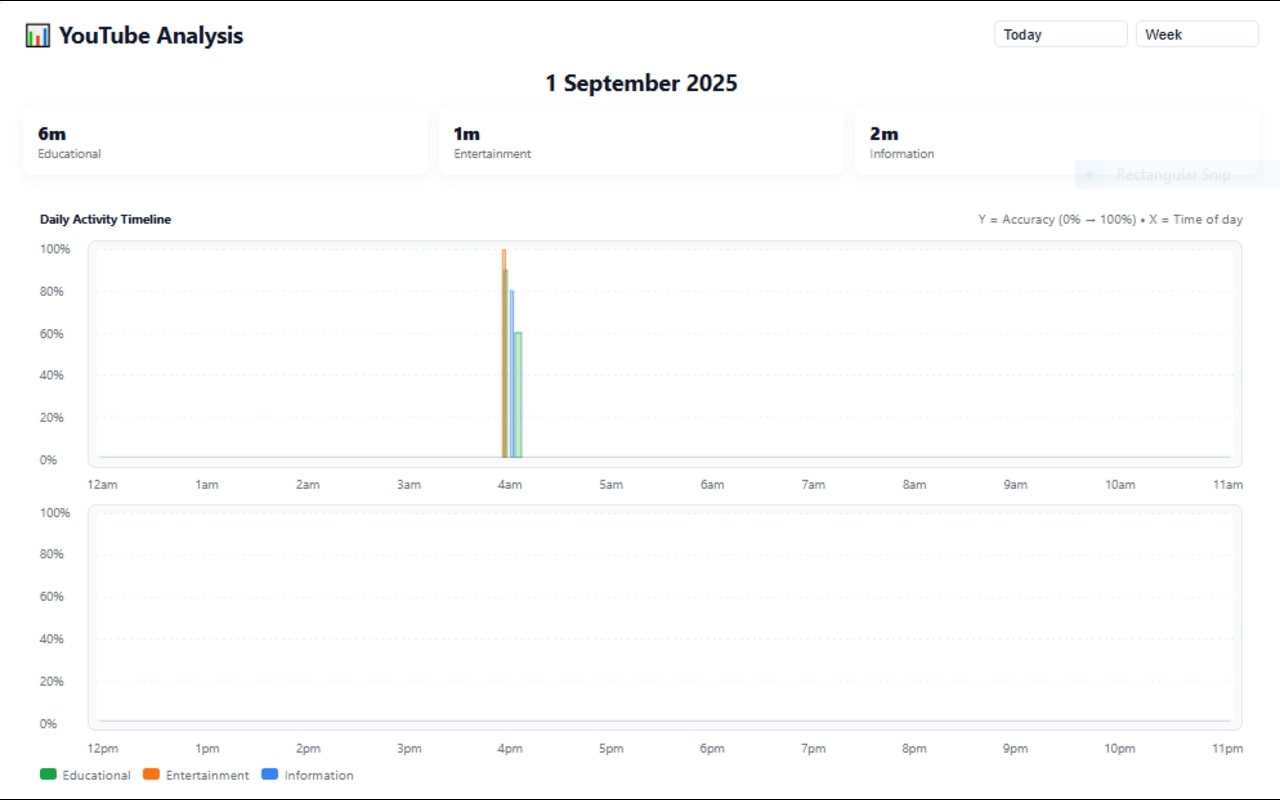 YouTube Analysis
Today
Week
1 September 2025
6m
Educational
1m
Entertainment
2m
Information
Rectangular Snip
Daily Activity Timeline
Y = Accuracy (0% → 100%) • X = Time of day
100%
80%
60%
40%
20%
0%
12am 1am 2am 3am 4am 5am 6am 7am 8am 9am 10am 11am
100%
80%
60%
40%
20%
0%
12pm 1pm 2pm 3pm 4pm 5pm 6pm 7pm 8pm 9pm 10pm 11pm
Educational Entertainment Information